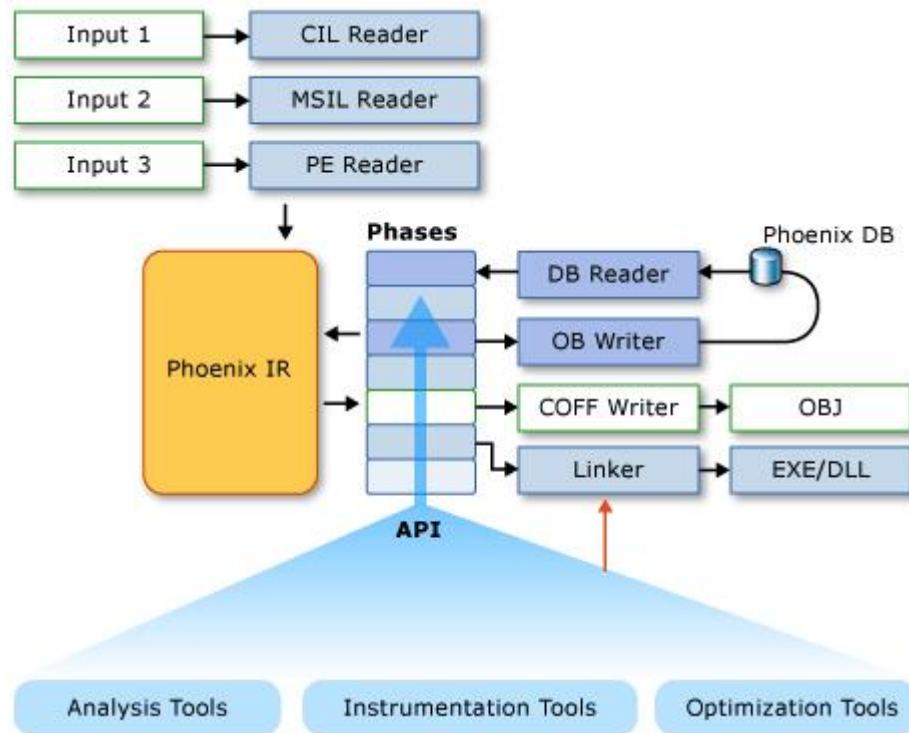 Input 1
CIL Reader
Input 2
MSIL Reader
Input 3
PE Reader
Phases
Phoenix DB
DB Reader
OB Writer
Phoenix IR
COFF Writer
OBJ
Linker
EXE/DLL
API
Analysis Tools
Instrumentation Tools
Optimization Tools